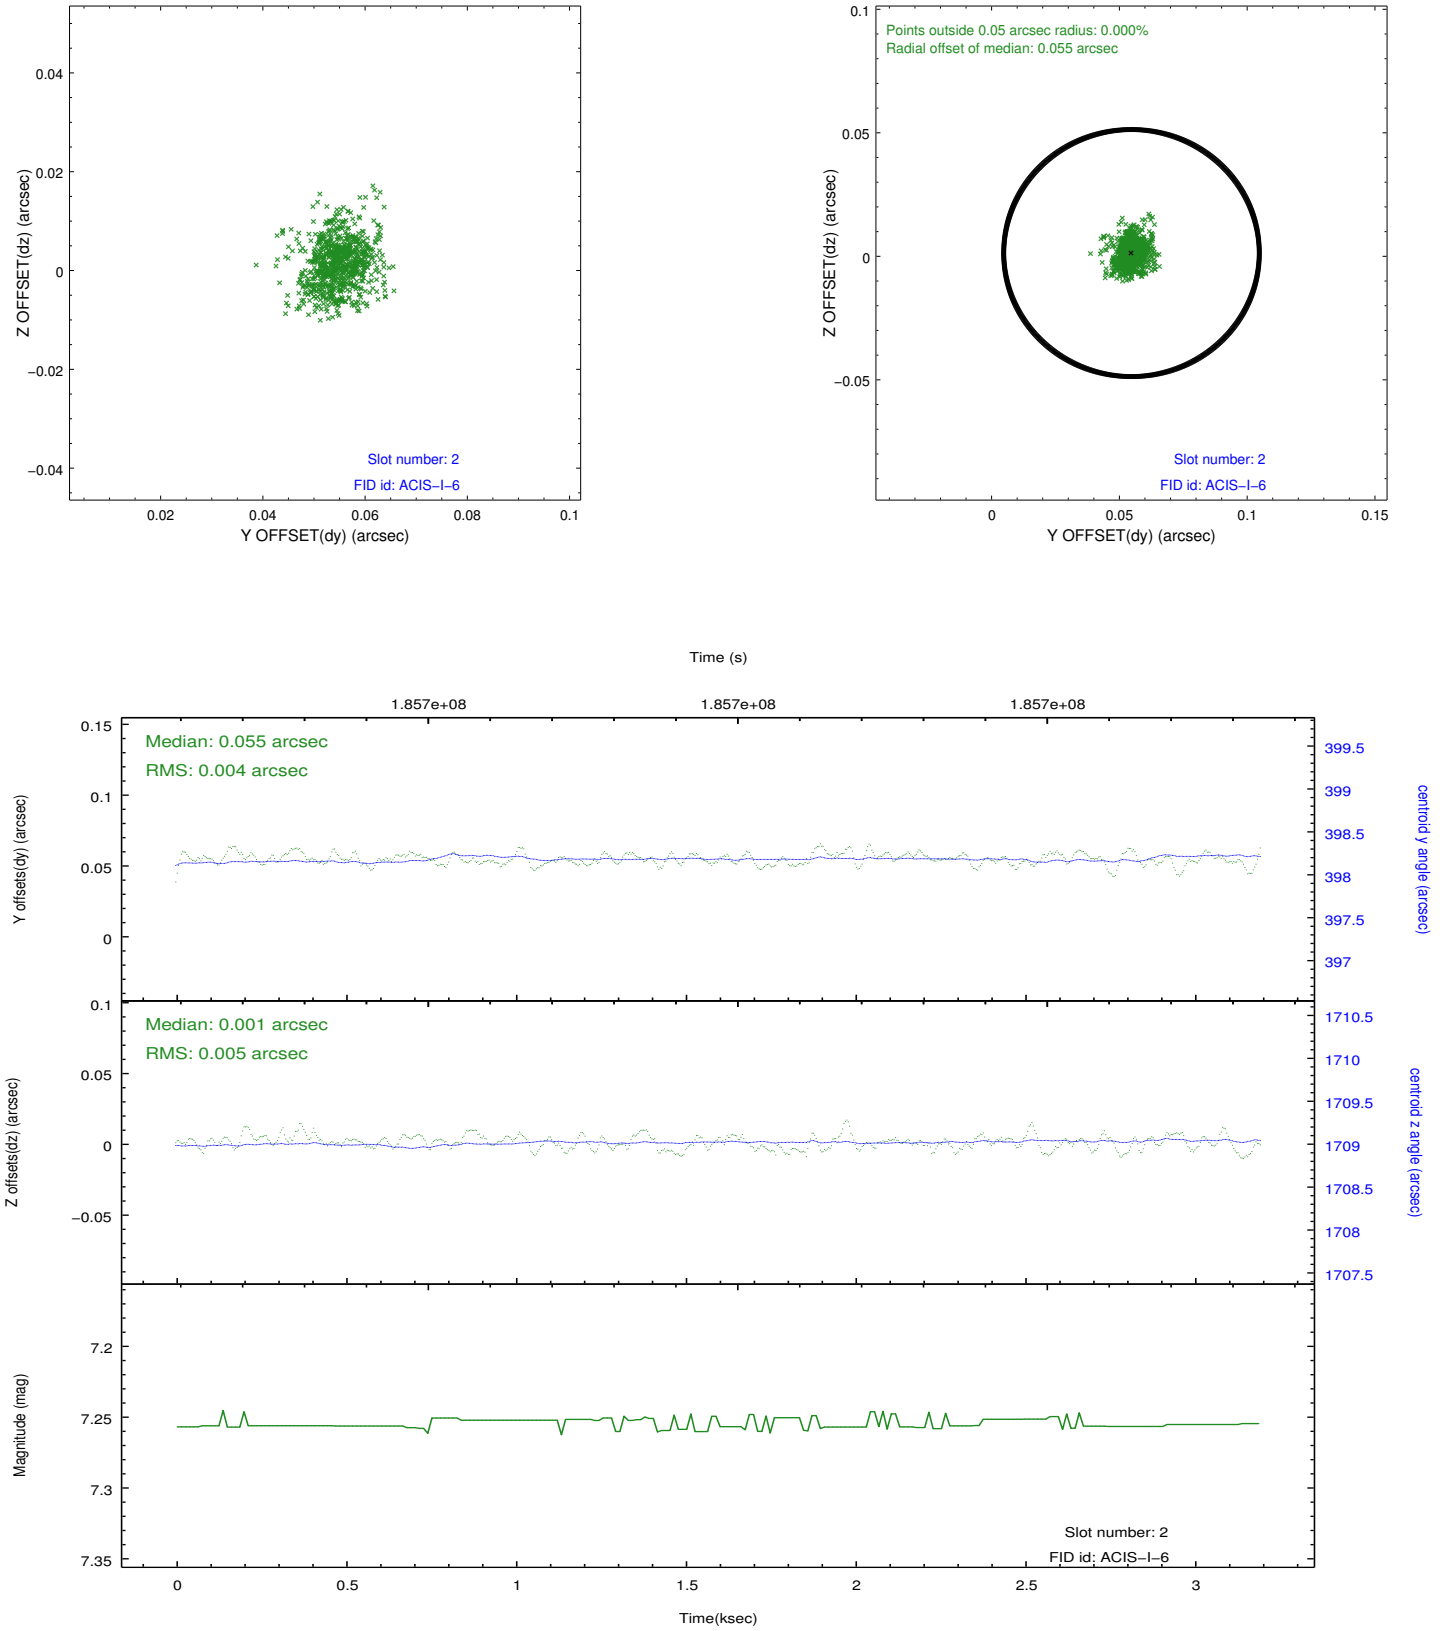 0.04
0.02
0
−0.02
−0.04
Z OFFSET(dz) (arcsec)
Slot number: 2
FID id: ACIS−I−6
0.02
0.04
0.06
0.08
0.1
Y OFFSET(dy) (arcsec)
Points outside 0.05 arcsec radius: 0.000%
Radial offset of median: 0.055 arcsec
0.1
0.05
0
−0.05
Z OFFSET(dz) (arcsec)
Slot number: 2
FID id: ACIS−I−6
0
0.05
0.1
0.15
Y OFFSET(dy) (arcsec)
Time (s)
1.857e+08
1.857e+08
1.857e+08
Median: 0.055 arcsec
RMS: 0.004 arcsec
0.15
0.1
0.05
0
Y offsets(dy) (arcsec)
399.5
399
398.5
398
397.5
397
centroid y angle (arcsec)
Median: 0.001 arcsec
RMS: 0.005 arcsec
0.1
0.05
0
−0.05
Z offsets(dz) (arcsec)
1710.5
1710
1709.5
1709
1708.5
1708
1707.5
centroid z angle (arcsec)
7.2
7.25
7.3
7.35
Magnitude (mag)
Slot number: 2
FID id: ACIS−I−6
0
0.5
1
1.5
2
2.5
3
Time(ksec)